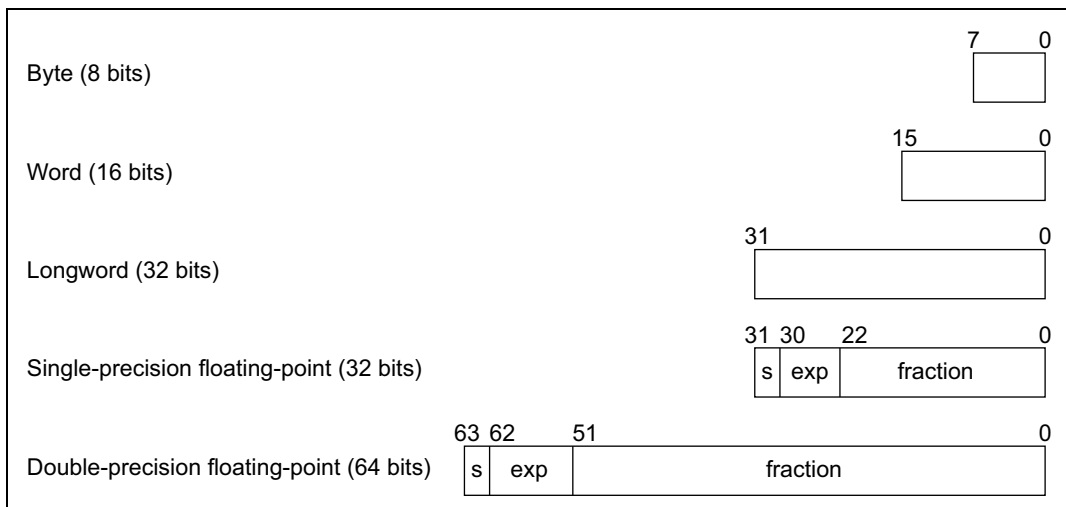 7 0
Byte (8 bits)
15 0
Word (16 bits)
31 0
Longword (32 bits)
31 30 22 0
Single-precision floating-point (32 bits) s exp fraction
63 62 51 0
Double-precision floating-point (64 bits) s exp fraction